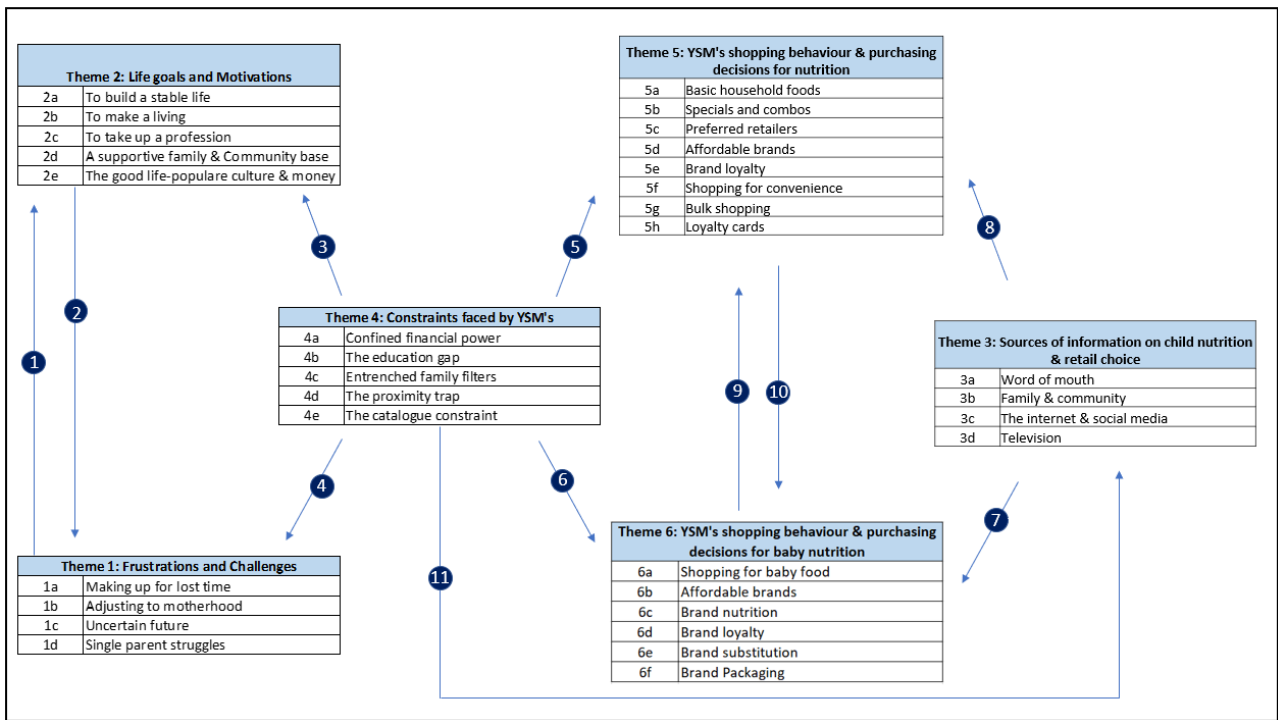 Theme 2: Life goals and Motivations
2a To build a stable life
2b To make a living
2c To take up a profession
2d A supportive family & Community base
2e The good life-populare culture & money
Theme 5: YSM's shopping behaviour & purchasing
decisions for nutrition
5a Basic household foods
5b Specials and combos
5c Preferred retailers
5d Affordable brands
5e Brand loyalty
5f Shopping for convenience
5g Bulk shopping
5h Loyalty cards
3
5
8
2
1
Theme 4: Constraints faced by YSM's
4a Confined financial power
4b The education gap
4c Entrenched family filters
4d The proximity trap
4e The catalogue constraint
Theme 3: Sources of information on child nutrition
& retail choice
3a Word of mouth
3b Family & community
3c The internet & social media
3d Television
9
10
4
6
7
11
Theme 1: Frustrations and Challenges
1a Making up for lost time
1b Adjusting to motherhood
1c Uncertain future
1d Single parent struggles
Theme 6: YSM's shopping behaviour & purchasing
decisions for baby nutrition
6a Shopping for baby food
6b Affordable brands
6c Brand nutrition
6d Brand loyalty
6e Brand substitution
6f Brand Packaging